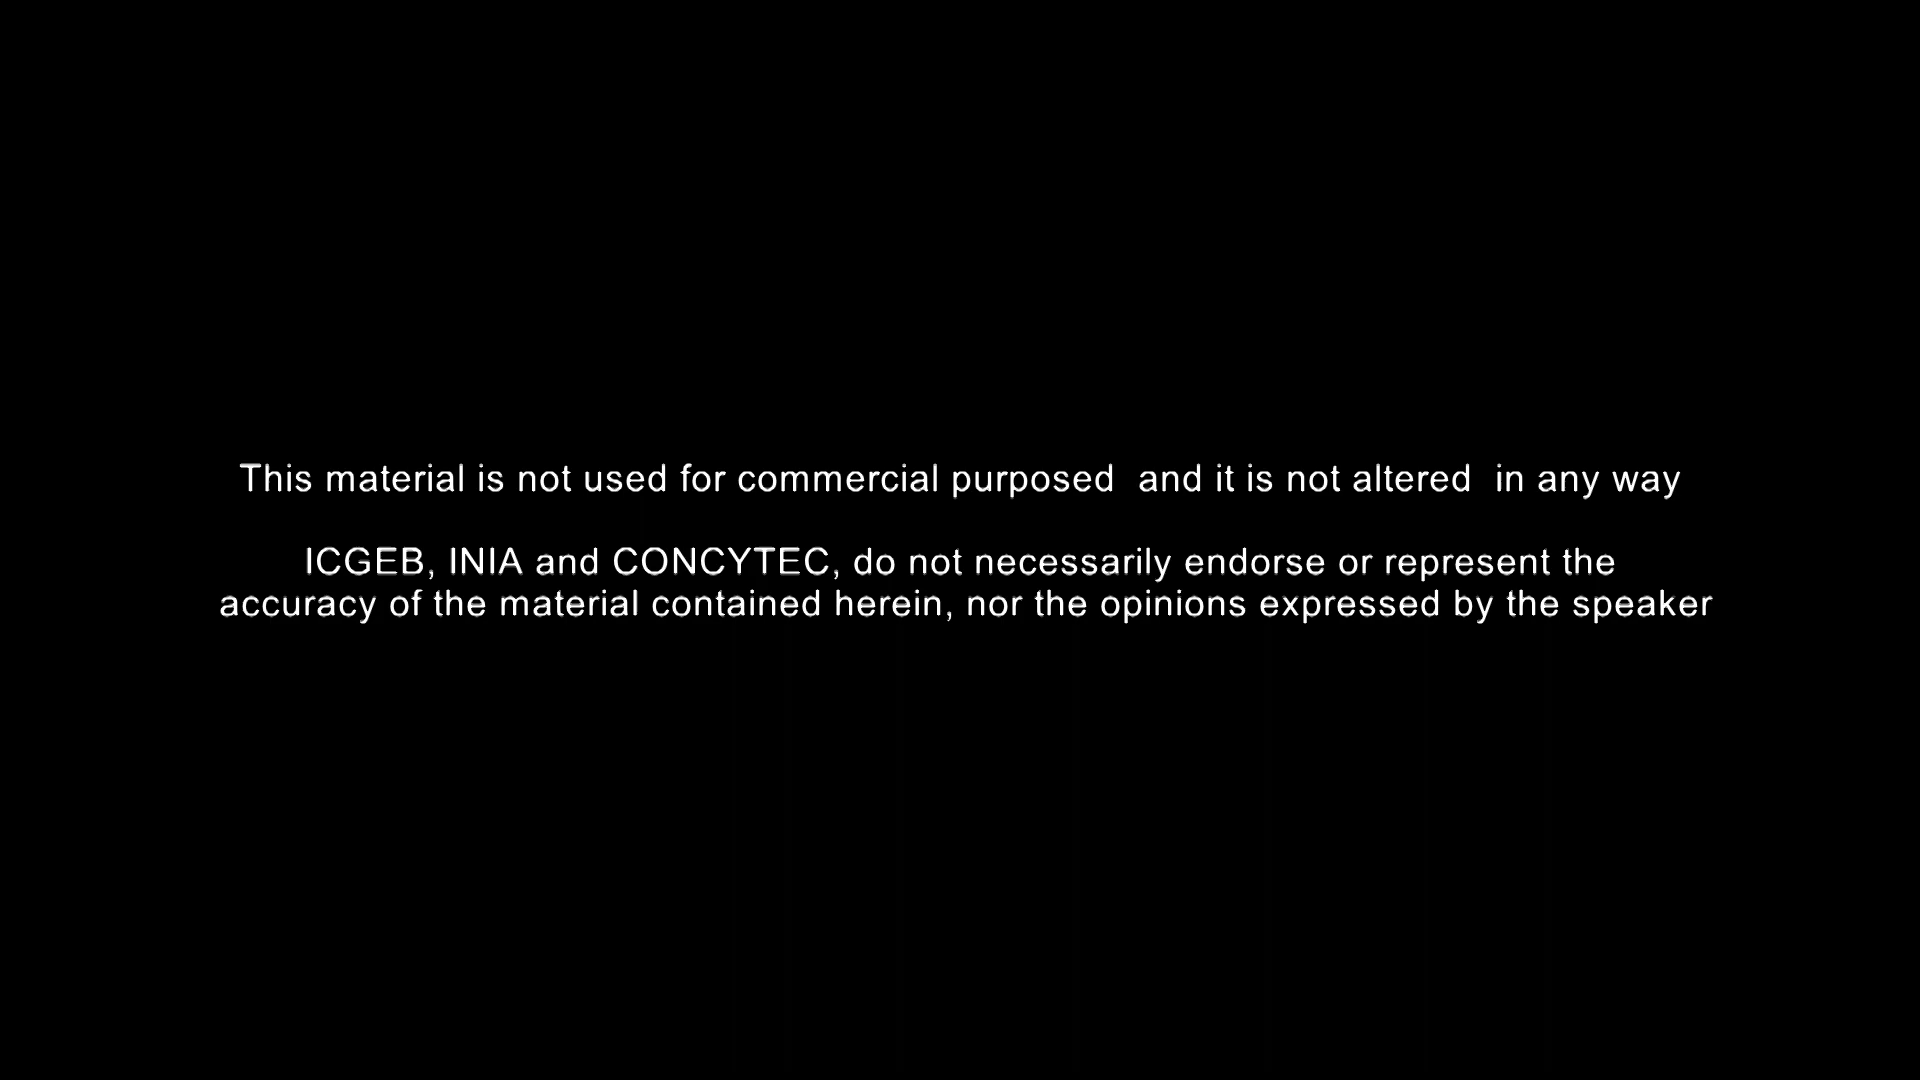 This material is not used for commercial purposed  and it is not altered  in any way
ICGEB, INIA and CONCYTEC, do not necessarily endorse or represent the
accuracy of the material contained herein, nor the opinions expressed by the speaker